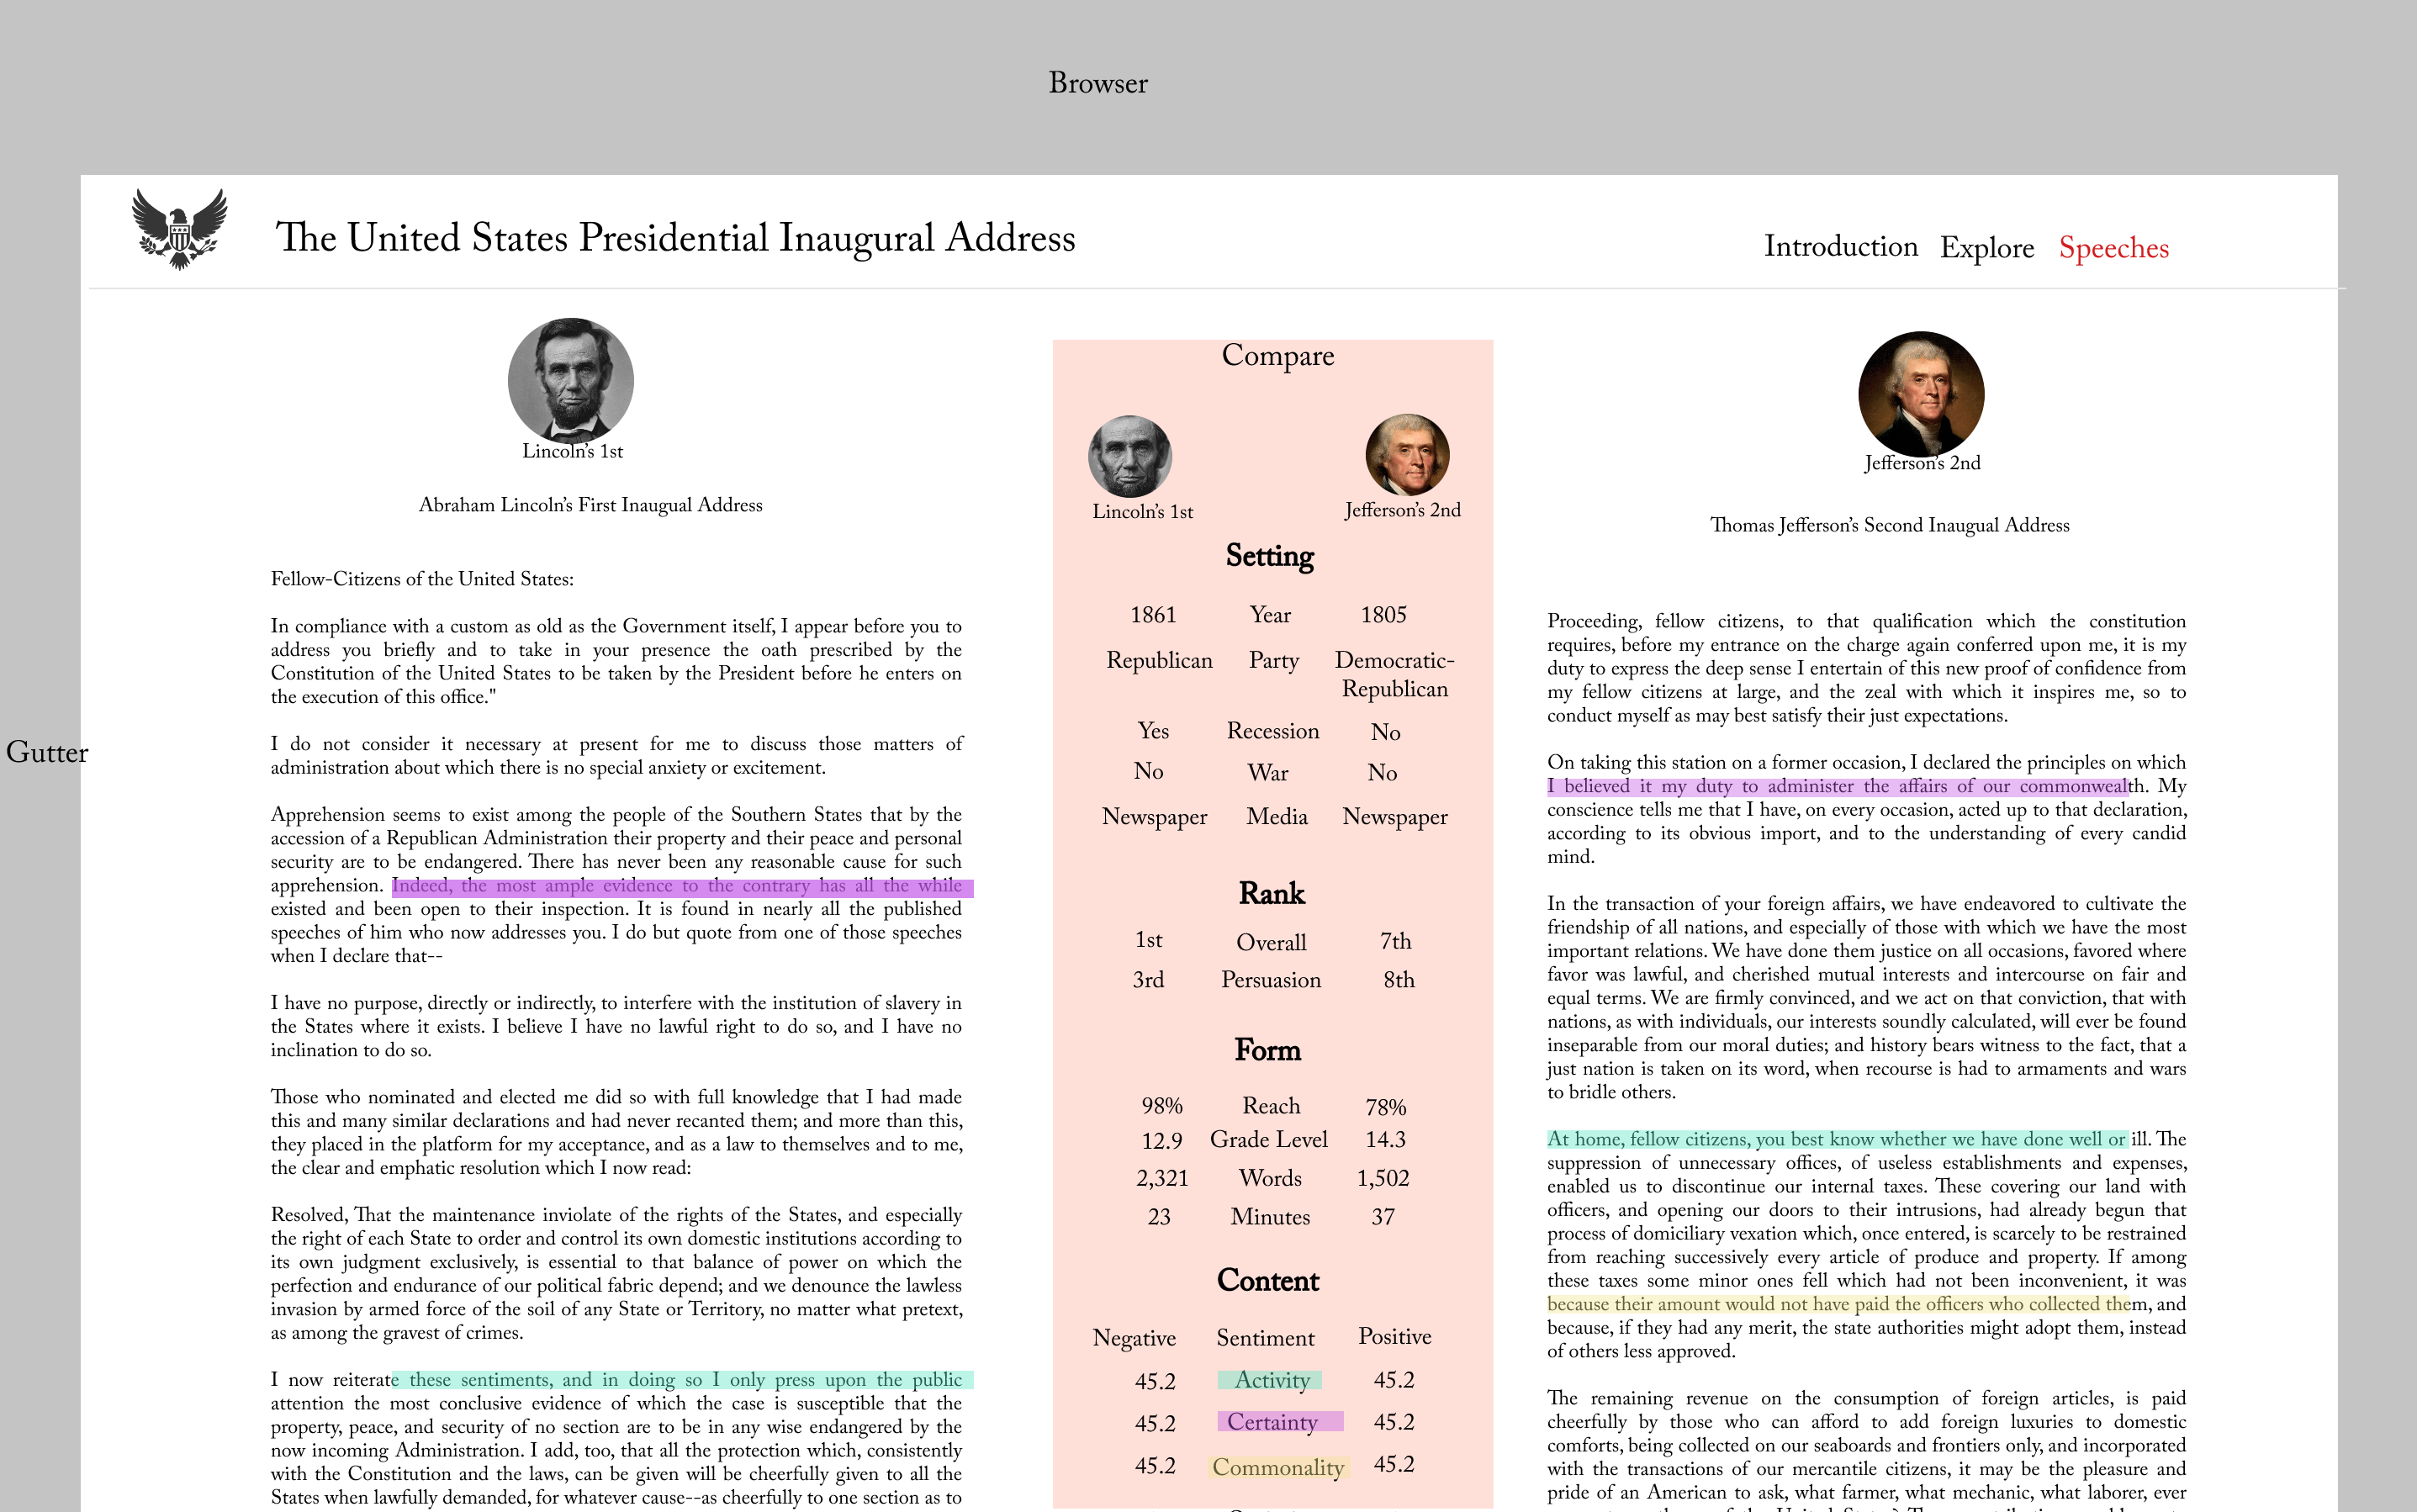 Browser
The United States Presidential Inaugural Address
Introduction Explore Speeches
Gutter
Lincoln's 1st
Abraham Lincoln's First Inaugual Address
Fellow-Citizens of the United States:
In compliance with a custom as old as the Government itself, I appear before you to
address you briefly and to take in your presence the oath prescribed by the
Constitution of the United States to be taken by the President before he enters on
the execution of this office."
I do not consider it necessary at present for me to discuss those matters of
administration about which there is no special anxiety or excitement.
Apprehension seems to exist among the people of the Southern States that by the
accession of a Republican Administration their property and their peace and personal
security are to be endangered. There has never been any reasonable cause for such
apprehension. Indeed, the most ample evidence to the contrary has all the while
existed and been open to their inspection. It is found in nearly all the published
speeches of him who now addresses you. I do but quote from one of those speeches
when I declare that--
I have no purpose, directly or indirectly, to interfere with the institution of slavery in
the States where it exists. I believe I have no lawful right to do so, and I have no
inclination to do so.
Those who nominated and elected me did so with full knowledge that I had made
this and many similar declarations and had never recanted them; and more than this,
they placed in the platform for my acceptance, and as a law to themselves and to me,
the clear and emphatic resolution which I now read:
Resolved, That the maintenance inviolate of the rights of the States, and especially
the right of each State to order and control its own domestic institutions according to
its own judgment exclusively, is essential to that balance of power on which the
perfection and endurance of our political fabric depend; and we denounce the lawless
invasion by armed force of the soil of any State or Territory, no matter what pretext,
as among the gravest of crimes.
I now reiterate these sentiments, and in doing so I only press upon the public
attention the most conclusive evidence of which the case is susceptible that the
property, peace, and security of no section are to be in any wise endangered by the
now incoming Administration. I add, too, that all the protection which, consistently
with the Constitution and the laws, can be given will be cheerfully given to all the
States when lawfully demanded, for whatever cause--as cheerfully to one section as to
Compare
Lincoln's 1st Jefferson's 2nd
Setting
1861 Year 1805
Republican Party Democratic-
Republican
Yes Recession No
No War No
Newspaper Media Newspaper
Rank
1st Overall 7th
3rd Persuasion 8th
Form
98% Reach 78%
12.9 Grade Level 14.3
2,321 Words 1,502
23 Minutes 37
Content
Negative Sentiment Positive
45.2 Activity 45.2
45.2 Certainty 45.2
45.2 Commonality 45.2
Jefferson's 2nd
Thomas Jefferson's Second Inaugual Address
Proceeding, fellow citizens, to that qualification which the constitution
requires, before my entrance on the charge again conferred upon me, it is my
duty to express the deep sense I entertain of this new proof of confidence from
my fellow citizens at large, and the zeal with which it inspires me, so to
conduct myself as may best satisfy their just expectations.
On taking this station on a former occasion, I declared the principles on which
I believed it my duty to administer the affairs of our commonwealth. My
conscience tells me that I have, on every occasion, acted up to that declaration,
according to its obvious import, and to the understanding of every candid
mind.
In the transaction of your foreign affairs, we have endeavored to cultivate the
friendship of all nations, and especially of those with which we have the most
important relations. We have done them justice on all occasions, favored where
favor was lawful, and cherished mutual interests and intercourse on fair and
equal terms. We are firmly convinced, and we act on that conviction, that with
nations, as with individuals, our interests soundly calculated, will ever be found
inseparable from our moral duties; and history bears witness to the fact, that a
just nation is taken on its word, when recourse is had to armaments and wars
to bridle others.
At home, fellow citizens, you best know whether we have done well or ill. The
suppression of unnecessary offices, of useless establishments and expenses,
enabled us to discontinue our internal taxes. These covering our land with
officers, and opening our doors to their intrusions, had already begun that
process of domiciliary vexation which, once entered, is scarcely to be restrained
from reaching successively every article of produce and property. If among
these taxes some minor ones fell which had not been inconvenient, it was
because their amount would not have paid the officers who collected them, and
because, if they had any merit, the state authorities might adopt them, instead
of others less approved.
The remaining revenue on the consumption of foreign articles, is paid
cheerfully by those who can afford to add foreign luxuries to domestic
comforts, being collected on our seaboards and frontiers only, and incorporated
with the transactions of our mercantile citizens, it may be the pleasure and
pride of an American to ask, what farmer, what mechanic, what laborer, ever